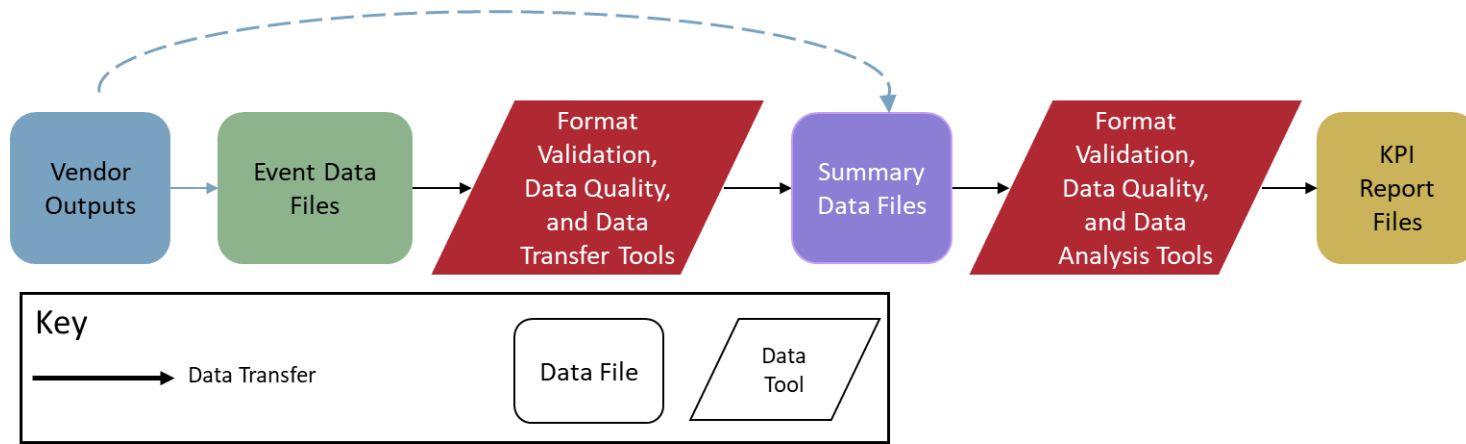 Vendor
Outputs
Event Data
Files
Format
Validation,
Data Quality,
and Data
Transfer Tools
Summary
Data Files
Format
Validation,
Data Quality,
and Data
Analysis Tools
KPI
Report
Files
Key
Data Transfer
Data File
Data
Tool